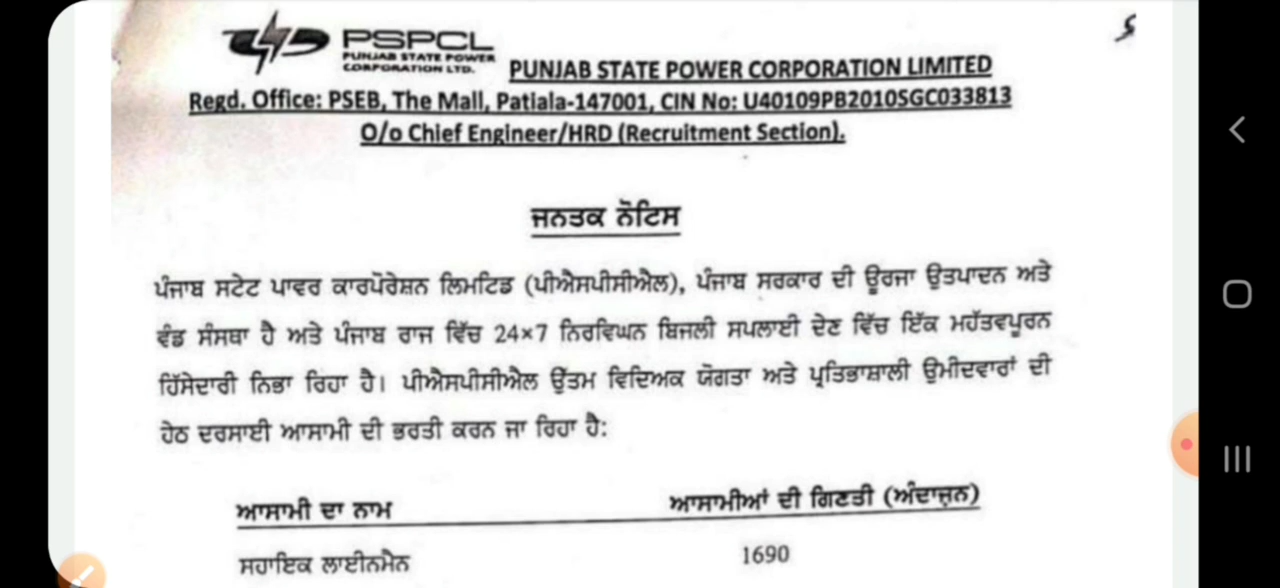 PSPCL
PUNJAB STATE POWER
CORPORATION LTD.
PUNJAB STATE POWER CORPORATION LIMITED
Regd. Office: PSEB, The Mall, Patiala-147001, CIN No: U40109PB2010SGC033813
O/o Chief Engineer/HRD (Recruitment Section).
ਜਨਤਕ ਨੋਟਿਸ
ਪੰਜਾਬ ਸਟੇਟ ਪਾਵਰ ਕਾਰਪੋਰੇਸ਼ਨ ਲਿਮਟਿਡ (ਪੀਐਸਪੀਸੀਐਲ), ਪੰਜਾਬ ਸਰਕਾਰ ਦੀ ਊਰਜਾ ਉਤਪਾਦਨ ਅਤੇ
ਵੰਡ ਸੰਸਥਾ ਹੈ ਅਤੇ ਪੰਜਾਬ ਰਾਜ ਵਿੱਚ 24×7 ਨਿਰਵਿਘਨ ਬਿਜਲੀ ਸਪਲਾਈ ਦੇਣ ਵਿੱਚ ਇੱਕ ਮਹੱਤਵਪੂਰਨ
ਹਿੱਸੇਦਾਰੀ ਨਿਭਾ ਰਿਹਾ ਹੈ। ਪੀਐਸਪੀਸੀਐਲ ਉੱਤਮ ਵਿਦਿਅਕ ਯੋਗਤਾ ਅਤੇ ਪ੍ਰਤਿਭਾਸ਼ਾਲੀ ਉਮੀਦਵਾਰਾਂ ਦੀ
ਹੇਠ ਦਰਸਾਈ ਆਸਾਮੀ ਦੀ ਭਰਤੀ ਕਰਨ ਜਾ ਰਿਹਾ ਹੈ:
ਆਸਾਮੀ ਦਾ ਨਾਮ ਆਸਾਮੀਆਂ ਦੀ ਗਿਣਤੀ (ਅੰਦਾਜ਼ਨ)
ਸਹਾਇਕ ਲਾਈਨਮੈਨ 1690